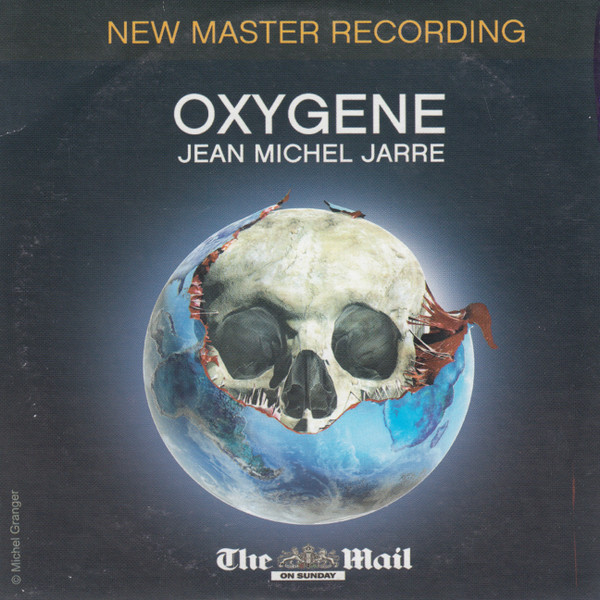 NEW MASTER RECORDING
OXYGENE
JEAN MICHEL JARRE
The Mail
ON SUNDAY
© Michel Granger